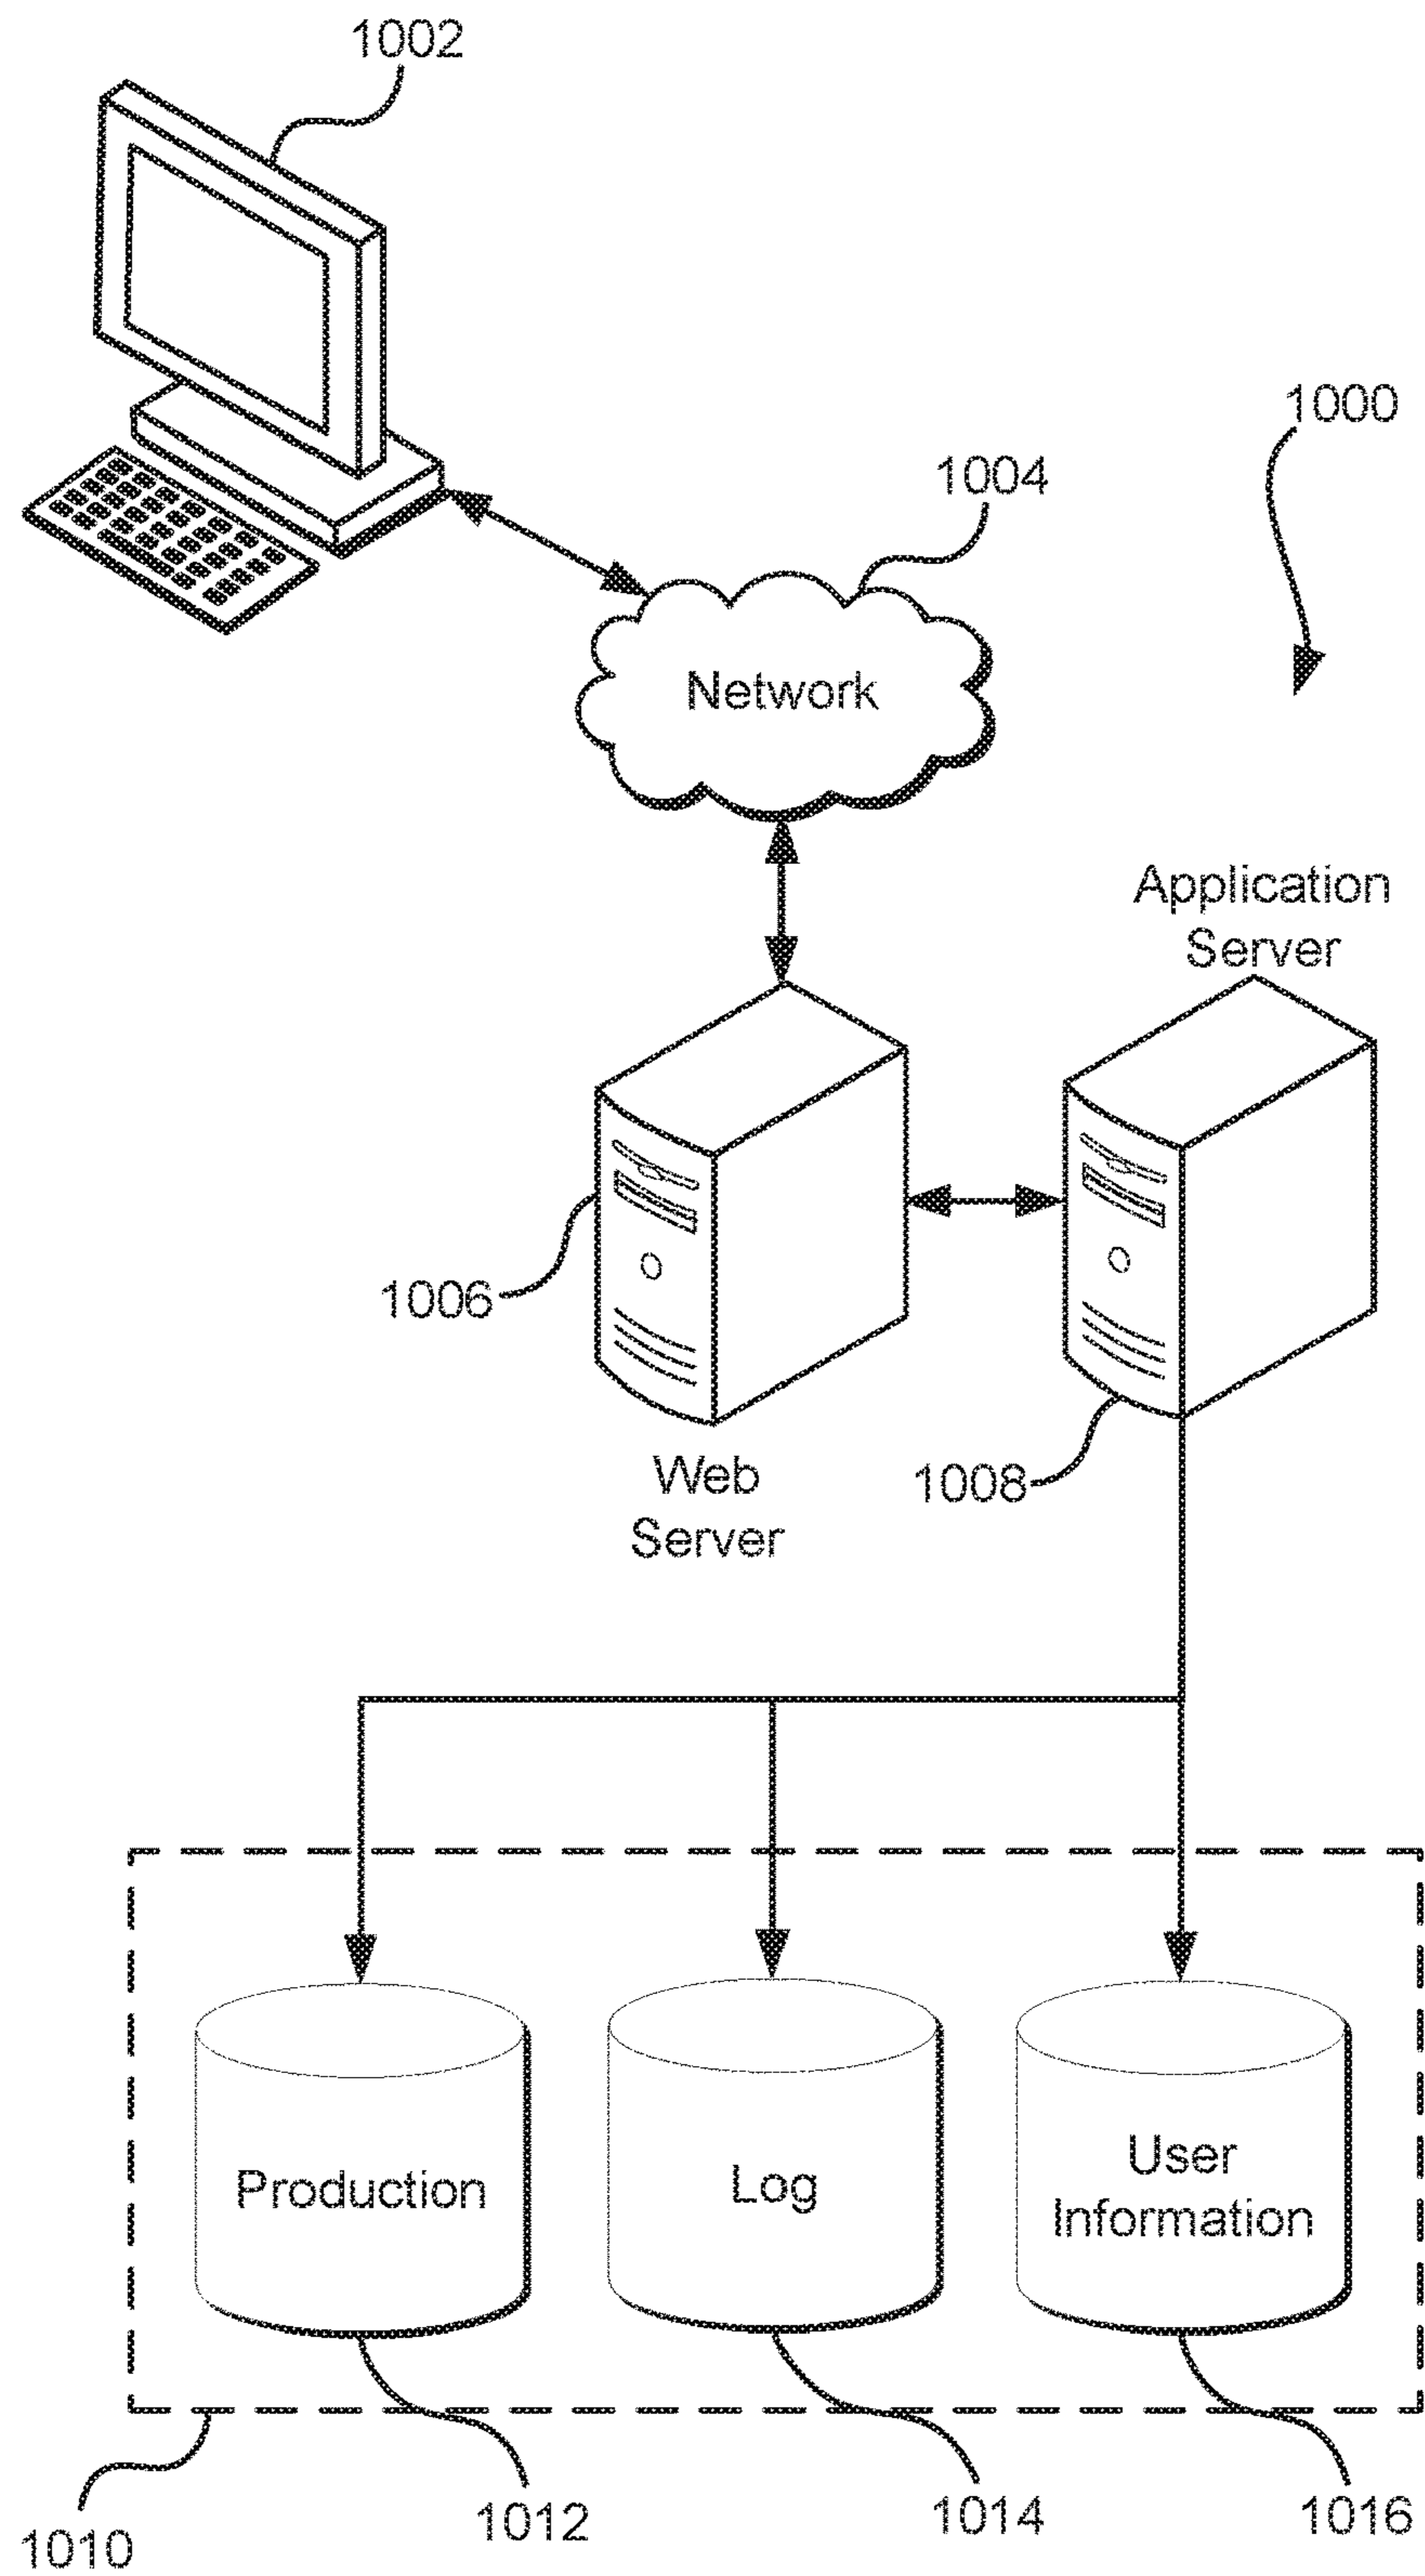 1002
1000
1004
Network
Application
Server
1006
Web
Server
1008
Production
Log
User
Information
1010
1012
1014
1016